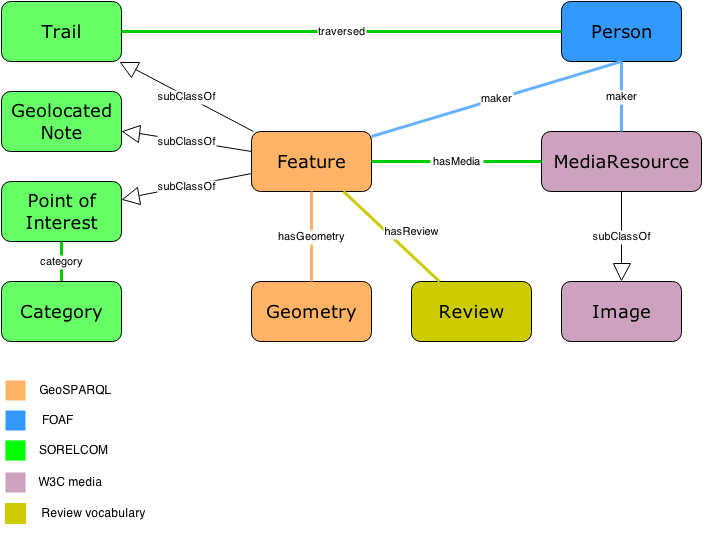 Trail
traversed
Person
subClassOf
maker
maker
Geolocated
Note
subClassOf
Feature
hasMedia
MediaResource
subClassOf
Point of
Interest
hasGeometry
hasReview
subClassOf
category
Category
Geometry
Review
Image
GeoSPARQL
FOAF
SORELCOM
W3C media
Review vocabulary